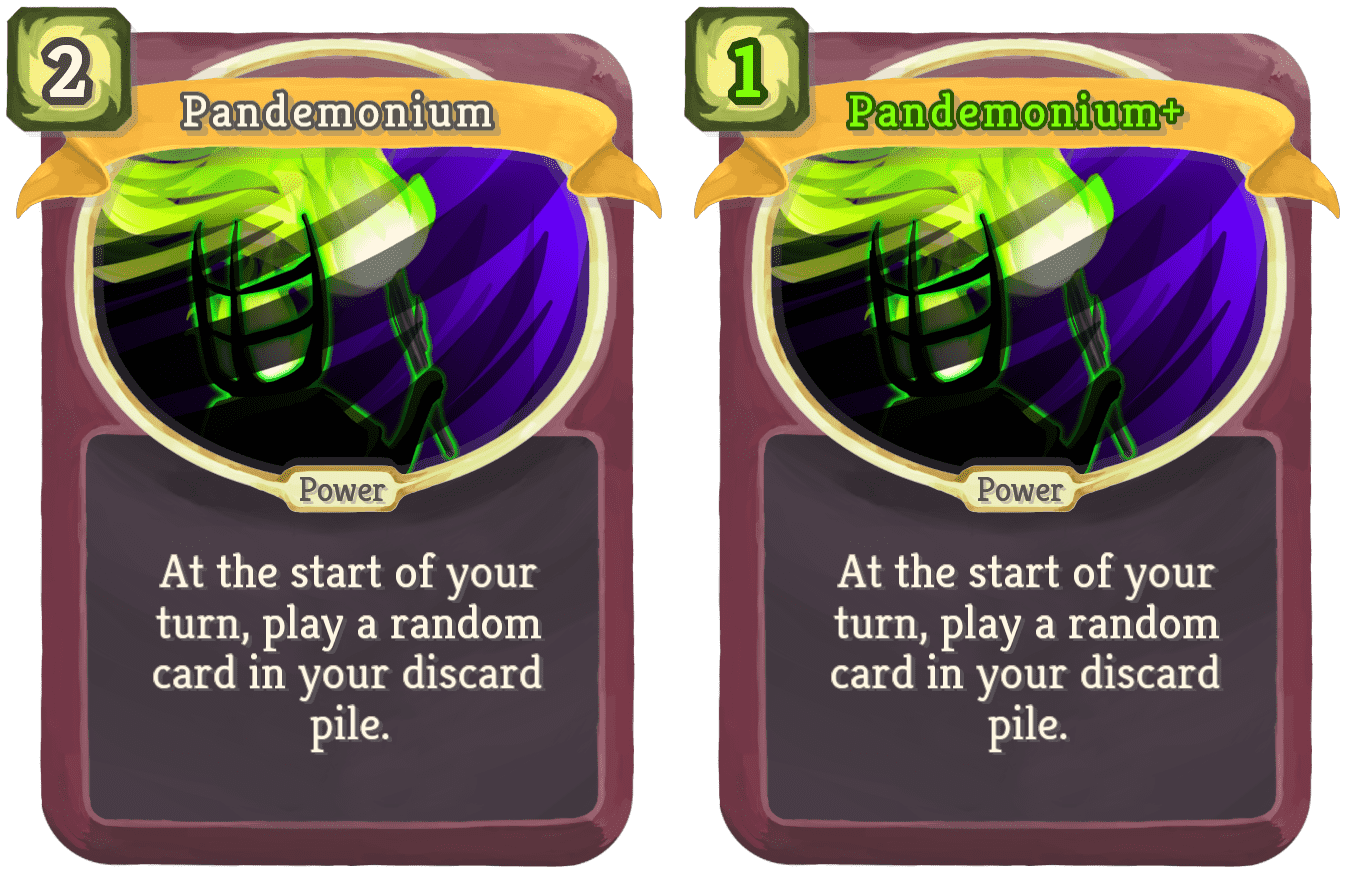 2
Pandemonium
Power
At the start of your
turn, play a random
card in your discard
pile.
1
Pandemonium+
Power
At the start of your
turn, play a random
card in your discard
pile.